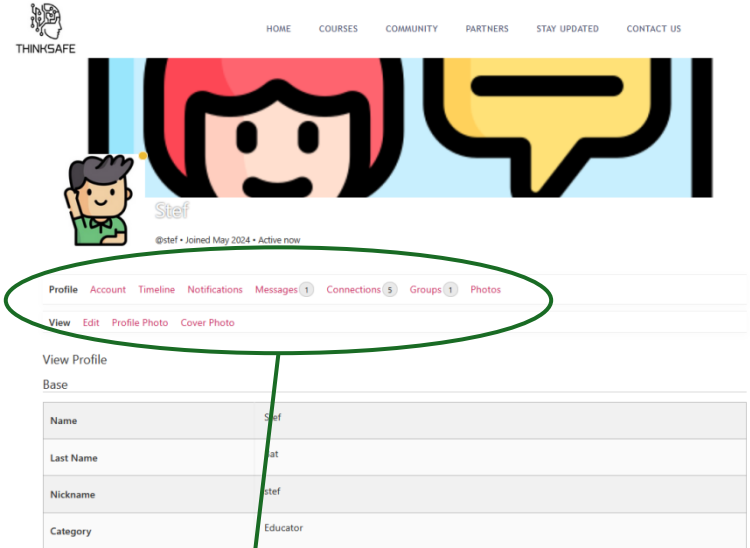 HOME COURSES COMMUNITY PARTNERS STAY UPDATED CONTACT US
THINKSAFE
Stef
@stef • Joined May 2024 • Active now
Profile Account Timeline Notifications Messages 1 Connections 5 Groups 1 Photos
View Edit Profile Photo Cover Photo
View Profile
Base
Name Stef
Last Name
Nickname stef
Category Educator